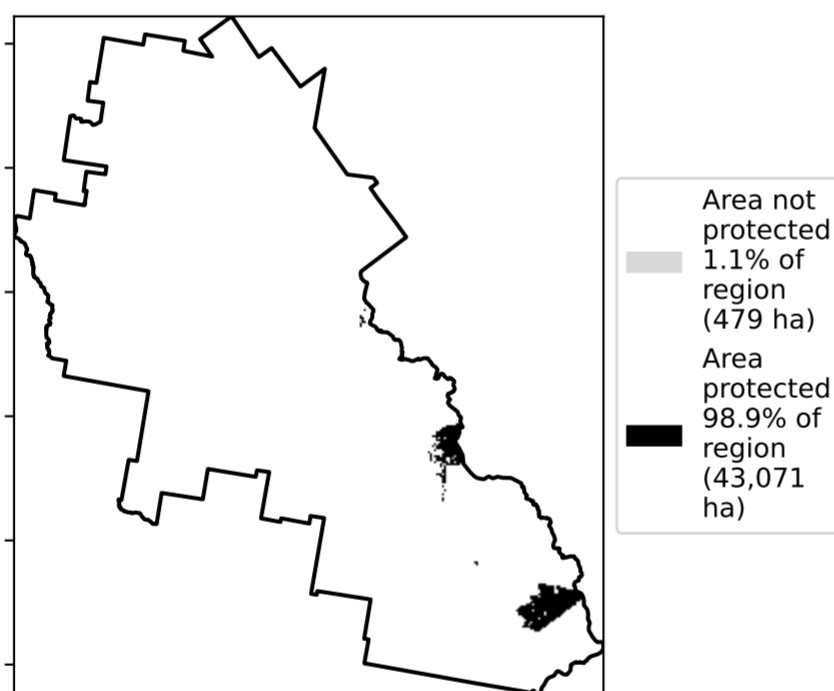 Area not
protected
1.1% of
region
(479 ha)
Area
protected
98.9% of
region
(43,071
ha)